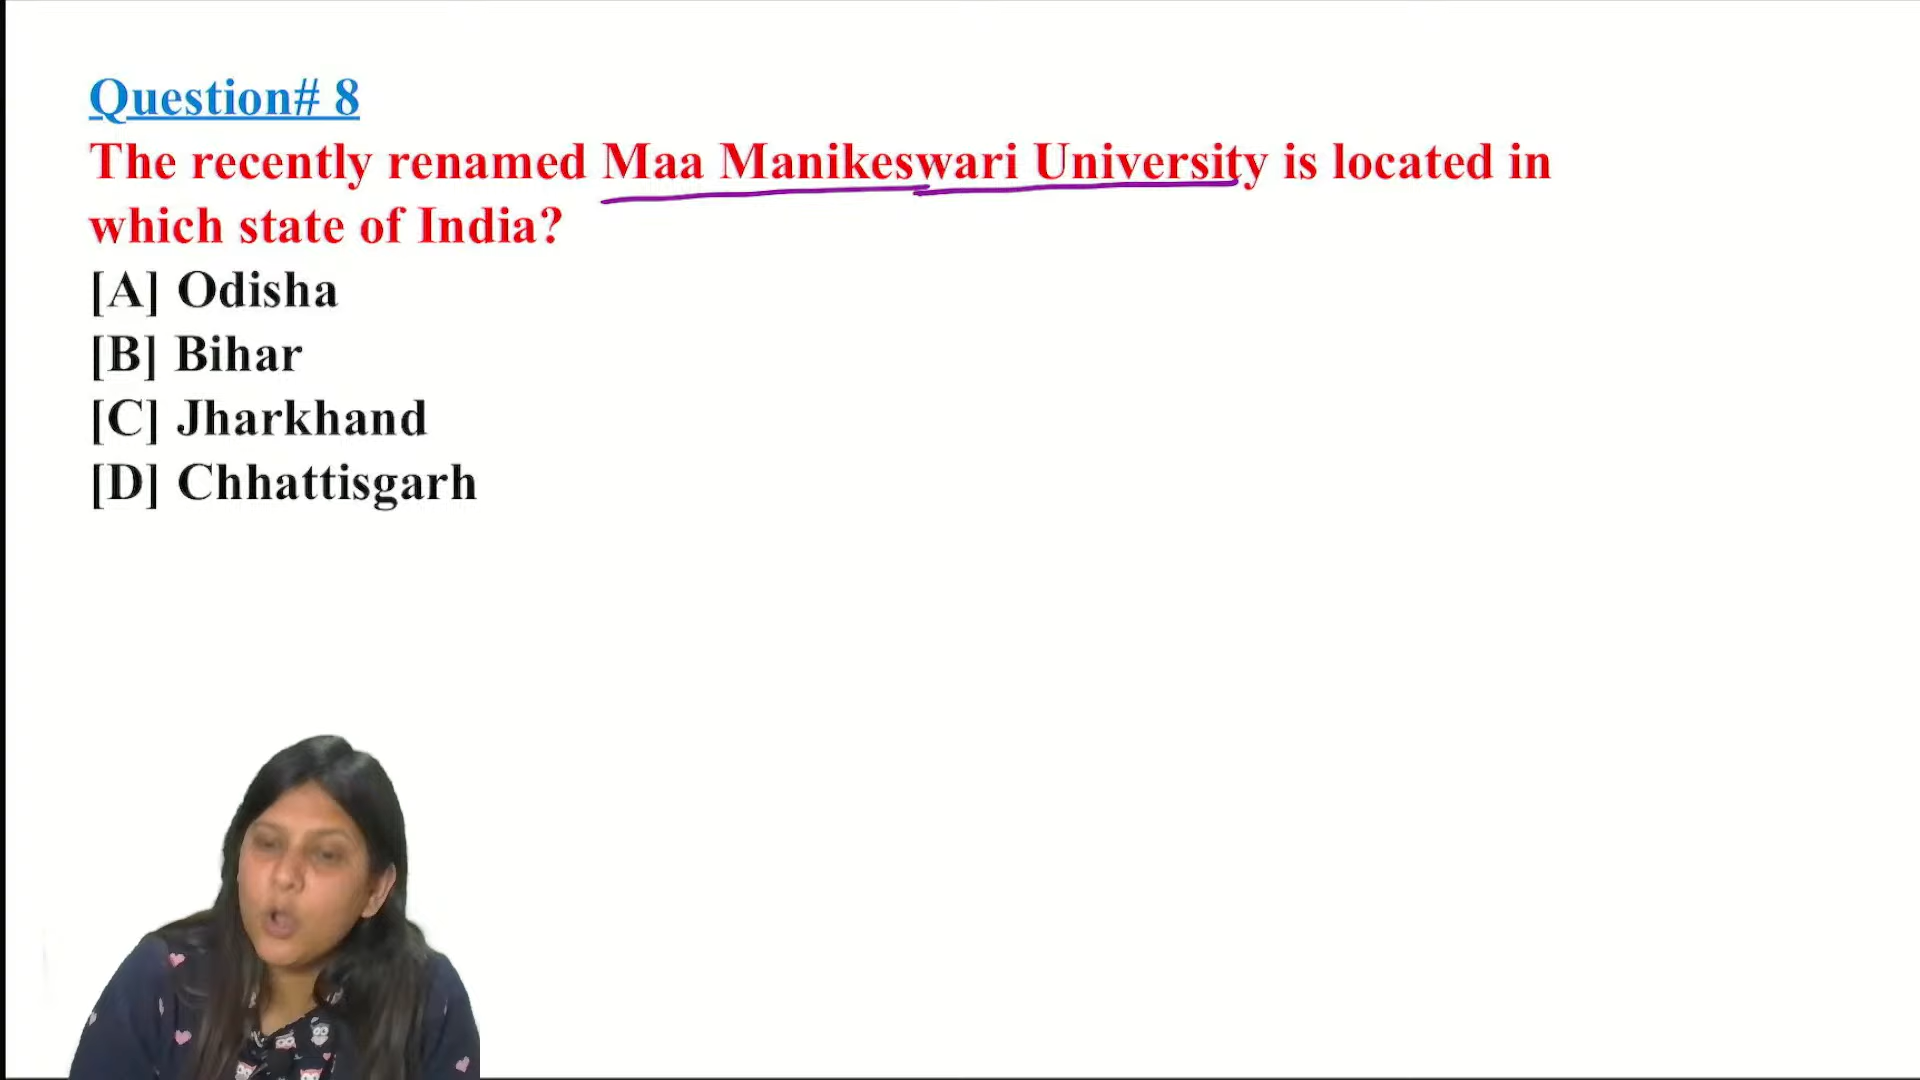 Question# 8
The recently renamed Maa Manikeswari University is located in
which state of India?
[A] Odisha
[B] Bihar
[C] Jharkhand
[D] Chhattisgarh